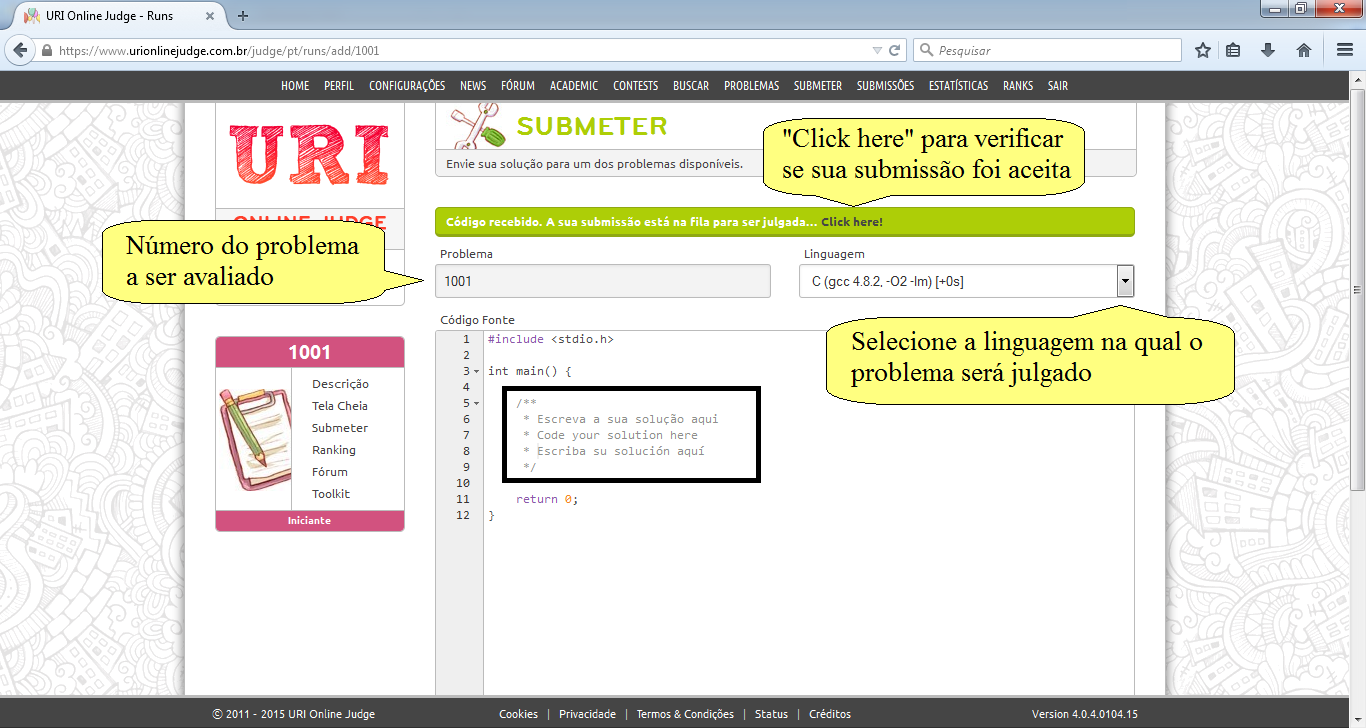 URI Online Judge - Runs
https://www.urionlinejudge.com.br/judge/pt/runs/add/1001
Pesquisar
HOME PERFIL CONFIGURAÇÕES NEWS FÓRUM ACADEMIC CONTESTS BUSCAR PROBLEMAS SUBMETER SUBMISSÕES ESTATÍSTICAS RANKS SAIR
URI
ONLINE JUDGE
SUBMETER
Envie sua solução para um dos problemas disponíveis.
"Click here" para verificar
se sua submissão foi aceita
Código recebido. A sua submissão está na fila para ser julgada... Click here!
Número do problema
a ser avaliado
Problema
1001
Linguagem
C (gcc 4.8.2, -O2 -lm) [+0s]
Selecione a linguagem na qual o
problema será julgado
1001
Descrição
Tela Cheia
Submeter
Ranking
Fórum
Toolkit
Iniciante
Código Fonte
1 #include <stdio.h>
2
3 int main() {
4
5 /**
6 * Escreva a sua solução aqui
7 * Code your solution here
8 * Escriba su solución aquí
9 */
10
11 return 0;
12 }
© 2011 - 2015 URI Online Judge
Cookies | Privacidade | Termos & Condições | Status | Créditos
Version 4.0.4.0104.15